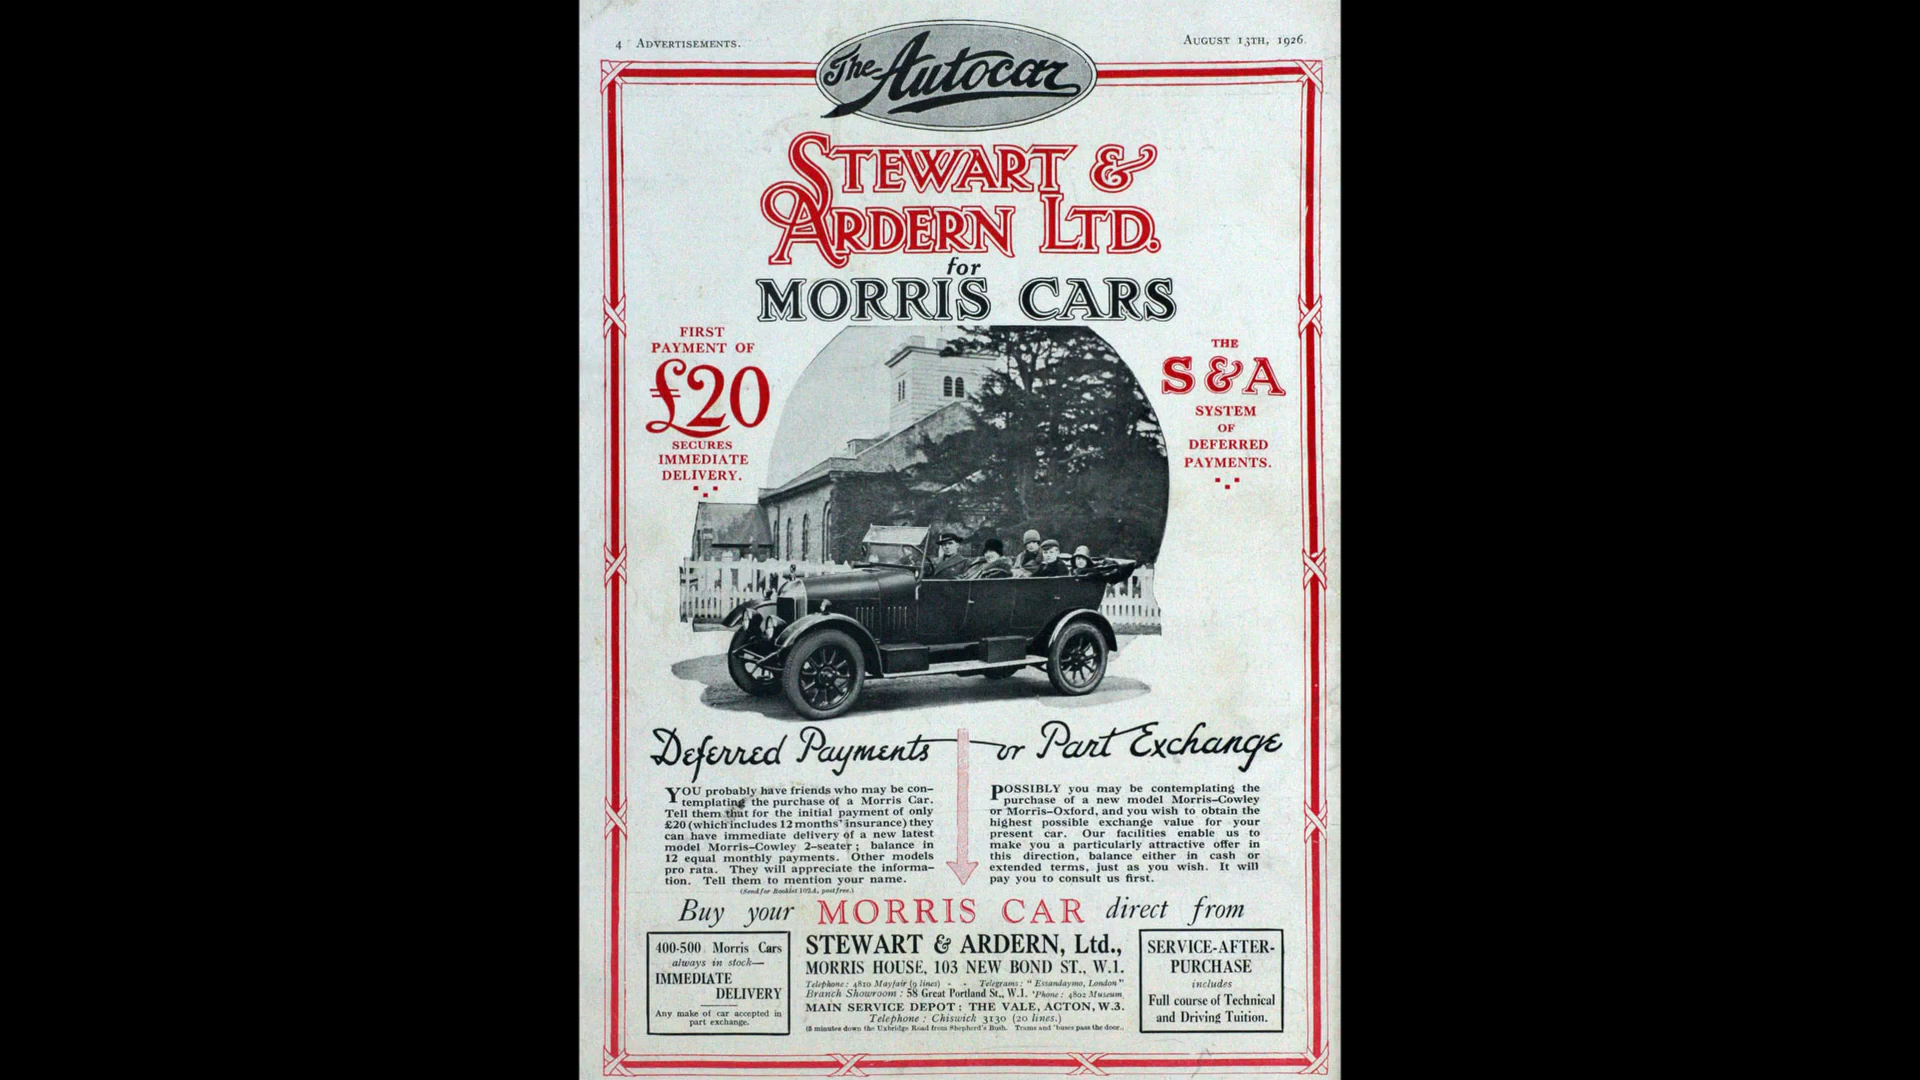 4 ADVERTISEMENTS.
AUGUST 13TH, 1926.
The Autocar
STEWART &
ARDERN LTD.
for
MORRIS CARS
FIRST
PAYMENT OF
£20
SECURES
IMMEDIATE
DELIVERY.
THE
S&A
SYSTEM
OF
DEFERRED
PAYMENTS.
Deferred Payments or Part Exchange
YOU probably have friends who may be con-
templating the purchase of a Morris Car.
Tell them that for the initial payment of only
£20 (which includes 12 months' insurance) they
can have immediate delivery of a new latest
model Morris-Cowley 2-seater; balance in
12 equal monthly payments. Other models
pro rata. They will appreciate the informa-
tion. Tell them to mention your name.
(Send for Booklet 102A, post free.)
POSSIBLY you may be contemplating the
purchase of a new model Morris-Cowley
or Morris-Oxford, and you wish to obtain the
highest possible exchange value for your
present car. Our facilities enable us to
make you a particularly attractive offer in
this direction, balance either in cash or
extended terms, just as you wish. It will
pay you to consult us first.
Buy your MORRIS CAR direct from
400-500 Morris Cars
always in stock—
IMMEDIATE
DELIVERY
Any make of car accepted in
part exchange.
STEWART & ARDERN, Ltd.,
MORRIS HOUSE, 103 NEW BOND ST., W.1.
Telephone: 4810 Mayfair (9 lines) - - Telegrams: "Essandaymo, London"
Branch Showroom: 58 Great Portland St., W.1. 'Phone: 4802 Museum.
MAIN SERVICE DEPOT: THE VALE, ACTON, W.3.
Telephone: Chiswick 3130 (20 lines.)
(5 minutes down the Uxbridge Road from Shepherd's Bush. Trams and 'buses pass the door.
SERVICE-AFTER-
PURCHASE
includes
Full course of Technical
and Driving Tuition.